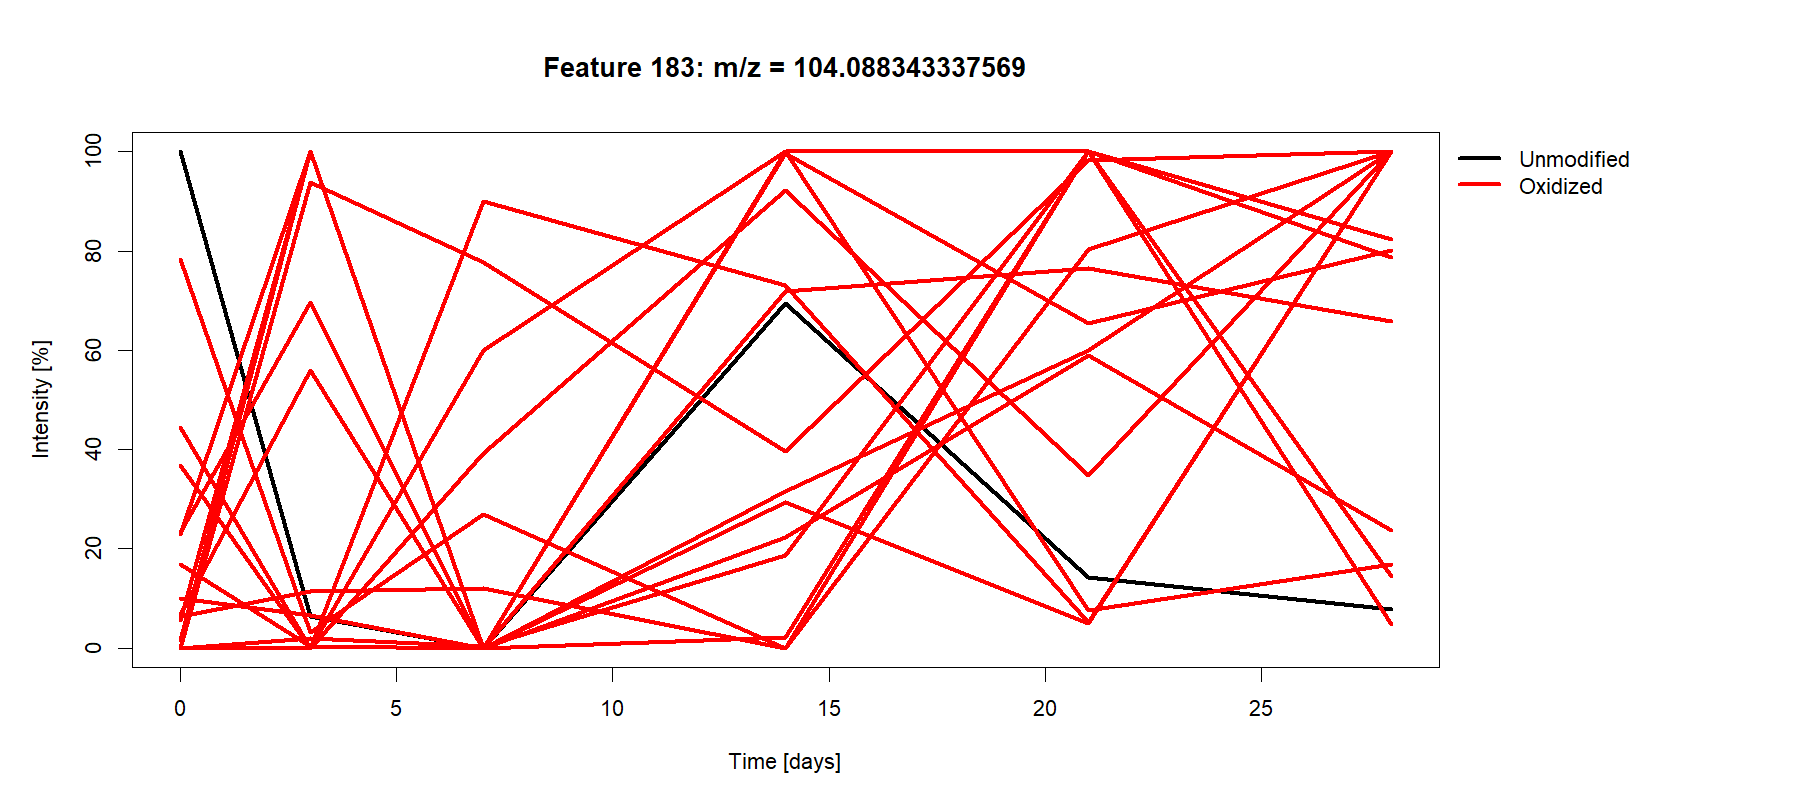 Feature 183: m/z = 104.088343337569
Unmodified
Oxidized
Intensity [%]
100
80
60
40
20
0
0 5 10 15 20 25
Time [days]